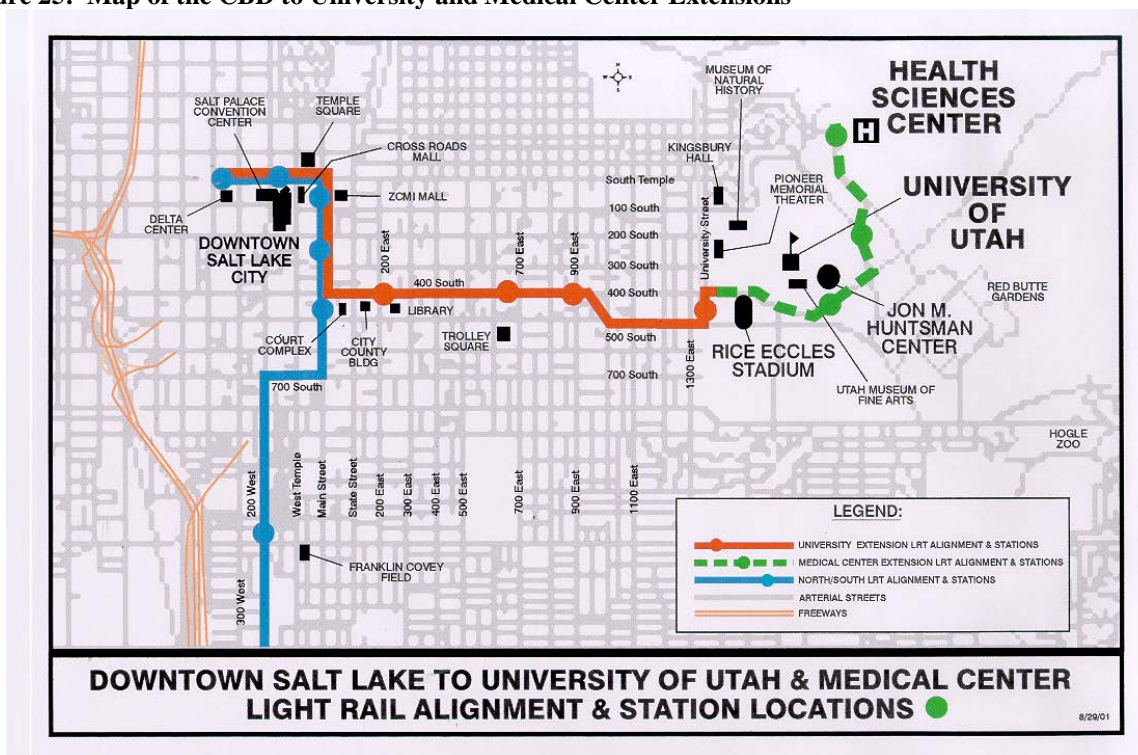 ure 25: Map of the CBD to University and Medical Center Extensions
N
W
E
S
MUSEUM OF
NATURAL
HISTORY
HEALTH
SCIENCES
CENTER
H
SALT PALACE
CONVENTION
CENTER
TEMPLE
SQUARE
CROSS ROADS
MALL
KINGSBURY
HALL
PIONEER
MEMORIAL
THEATER
UNIVERSITY
OF
UTAH
ZCMI MALL
DELTA
CENTER
DOWNTOWN
SALT LAKE
CITY
South Temple
100 South
200 South
300 South
400 South
500 South
700 South
University Street
200 East
700 East
900 East
400 South
RED BUTTE
GARDENS
JON M.
HUNTSMAN
CENTER
COURT
COMPLEX
CITY
COUNTY
BLDG
LIBRARY
TROLLEY
SQUARE
RICE ECCLES
STADIUM
1300 East
UTAH MUSEUM OF
FINE ARTS
700 South
HOGLE
ZOO
200 West
West Temple
Main Street
State Street
200 East
300 East
400 East
500 East
700 East
900 East
1100 East
300 West
FRANKLIN COVEY
FIELD
LEGEND:
UNIVERSITY EXTENSION LRT ALIGNMENT & STATIONS
MEDICAL CENTER EXTENSION LRT ALIGNMENT & STATIONS
NORTH/SOUTH LRT ALIGNMENT & STATIONS
ARTERIAL STREETS
FREEWAYS
DOWNTOWN SALT LAKE TO UNIVERSITY OF UTAH & MEDICAL CENTER
LIGHT RAIL ALIGNMENT & STATION LOCATIONS
8/29/01